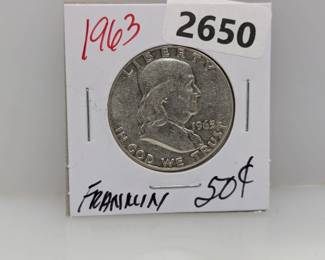 1963
2650
LIBERTY
1963
IN GOD WE TRUST
FRANKLIN 50¢